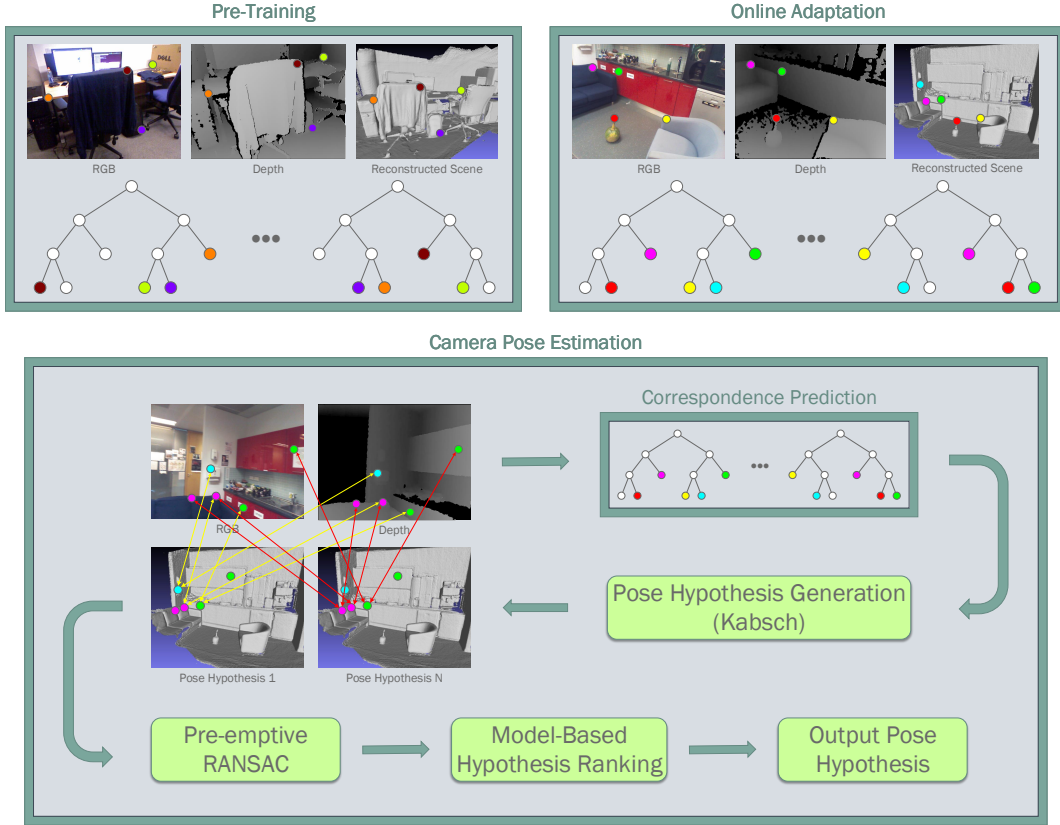 Pre-Training
Online Adaptation
DELL
RGB
Depth
Reconstructed Scene
RGB
Depth
Reconstructed Scene
Camera Pose Estimation
Correspondence Prediction
RGB
Depth
Pose Hypothesis Generation
(Kabsch)
Pose Hypothesis 1
Pose Hypothesis N
Pre-emptive
RANSAC
Model-Based
Hypothesis Ranking
Output Pose
Hypothesis